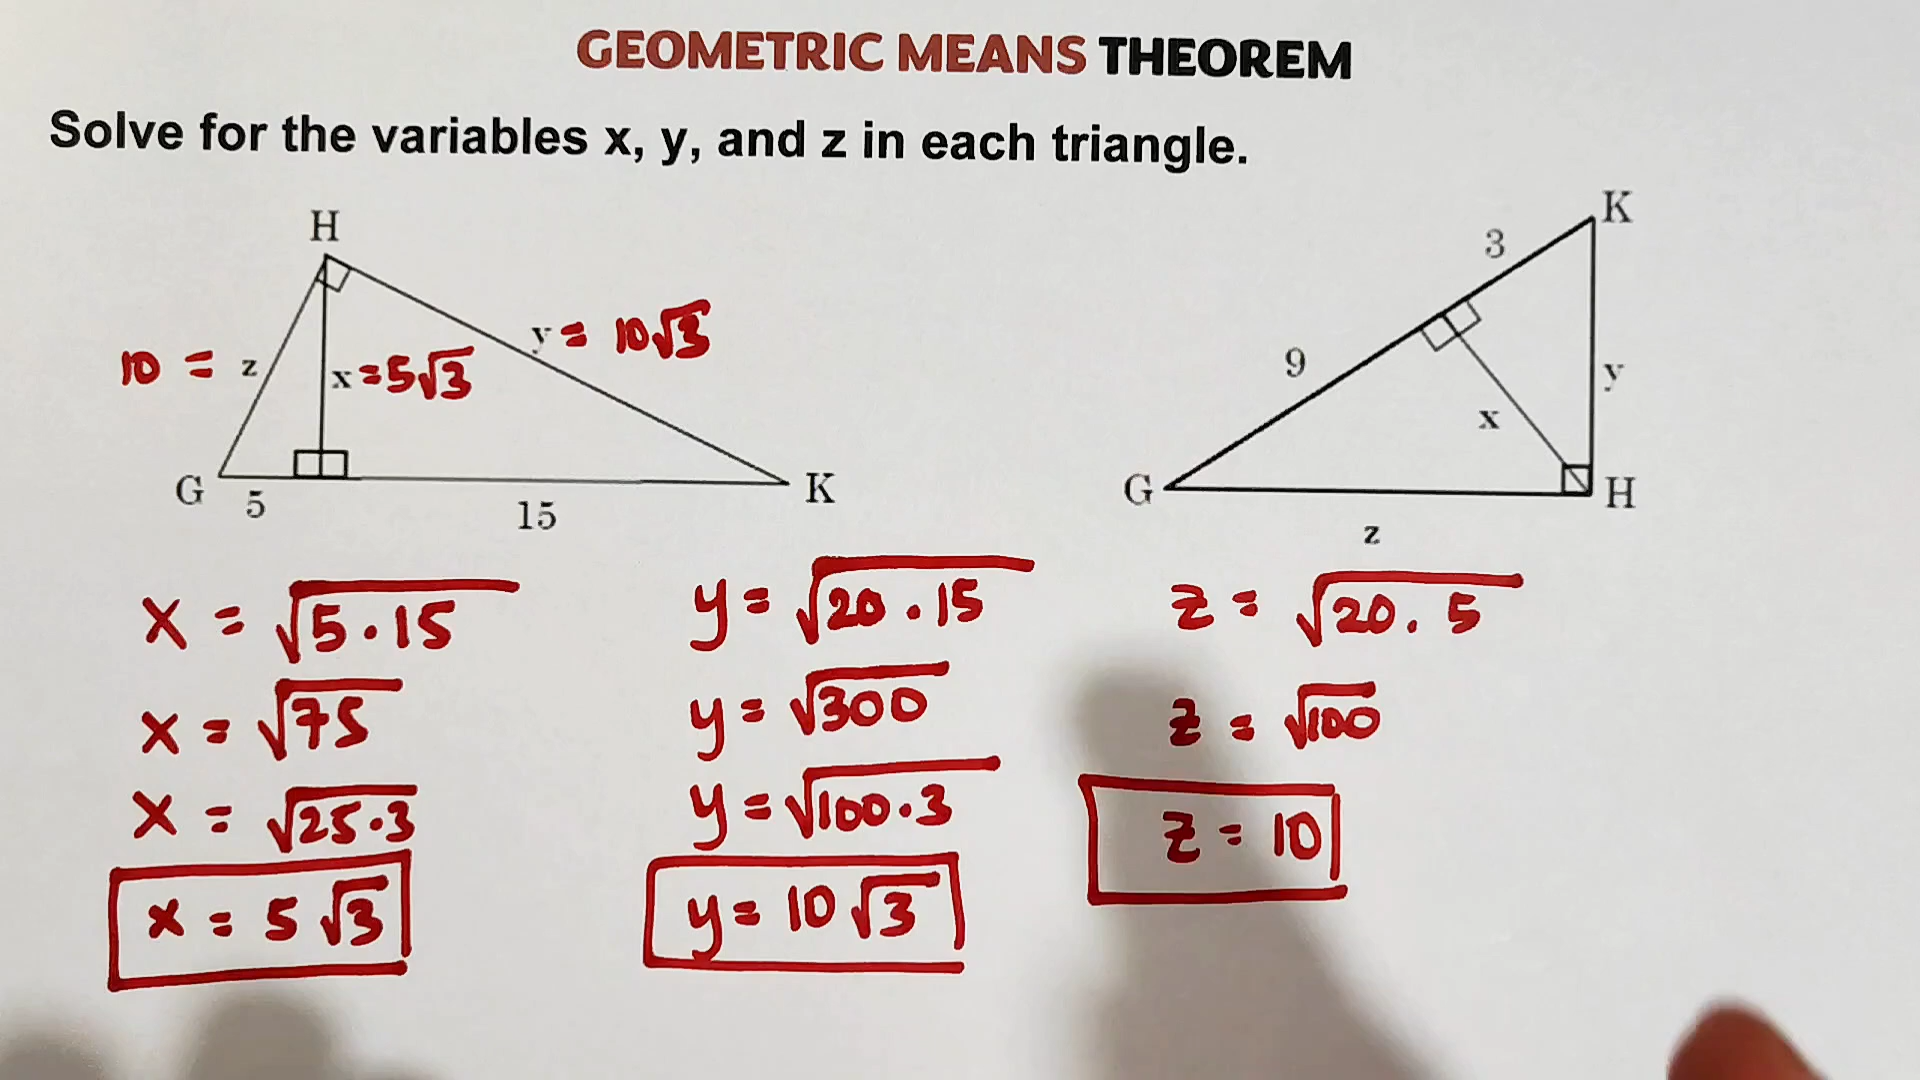 GEOMETRIC MEANS THEOREM
Solve for the variables x, y, and z in each triangle.
H
10 = z
x = 5√3
y = 10√3
G
5
15
K
K
3
9
y
x
G
H
z
x = √5·15
x = √75
x = √25·3
x = 5√3
y = √20·15
y = √300
y = √100·3
y = 10√3
z = √20·5
z = √100
z = 10